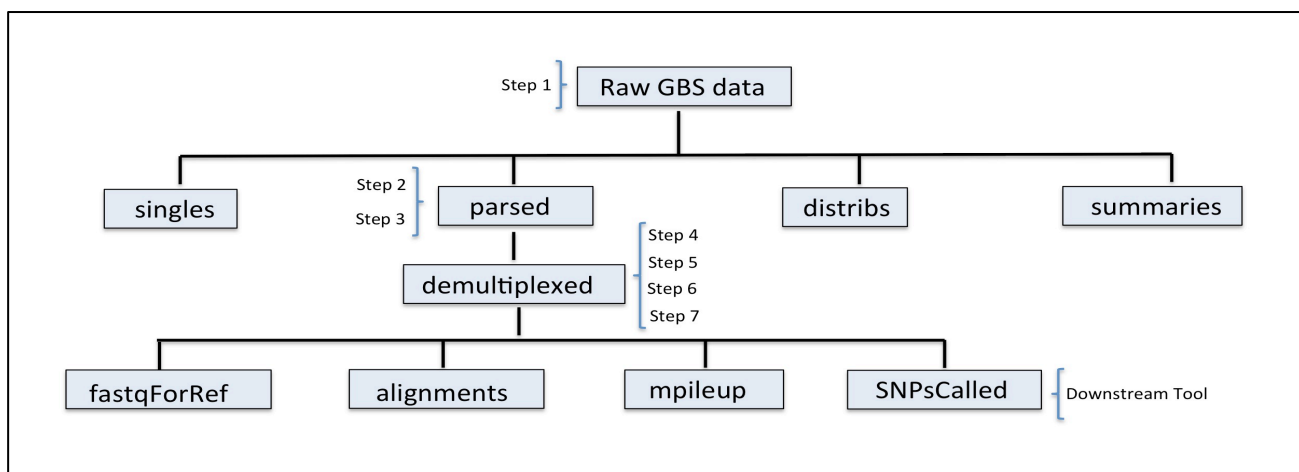 Step 1
Raw GBS data
singles
Step 2
Step 3
parsed
distribs
summaries
demultiplexed
Step 4
Step 5
Step 6
Step 7
fastqForRef
alignments
mpileup
SNPsCalled
Downstream Tool